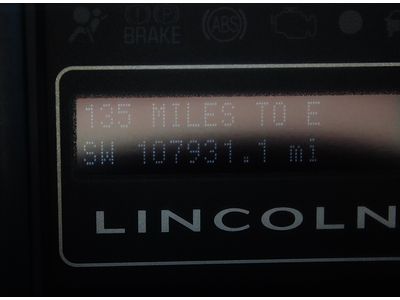 BRAKE (ABS)
135 MILES TO E
SW 107931.1 mi
LINCOLN